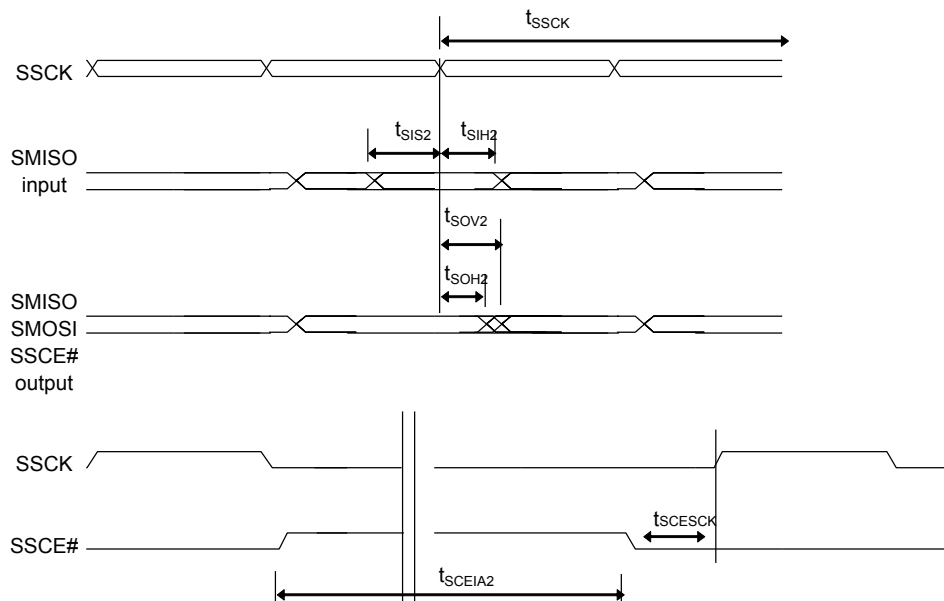 tSSCK
SSCK
tSIS2
tSIH2
SMISO
input
tSOV2
tSOH2
SMISO
SMOSI
SSCE#
output
SSCK
tSCESCK
SSCE#
tSCEIA2